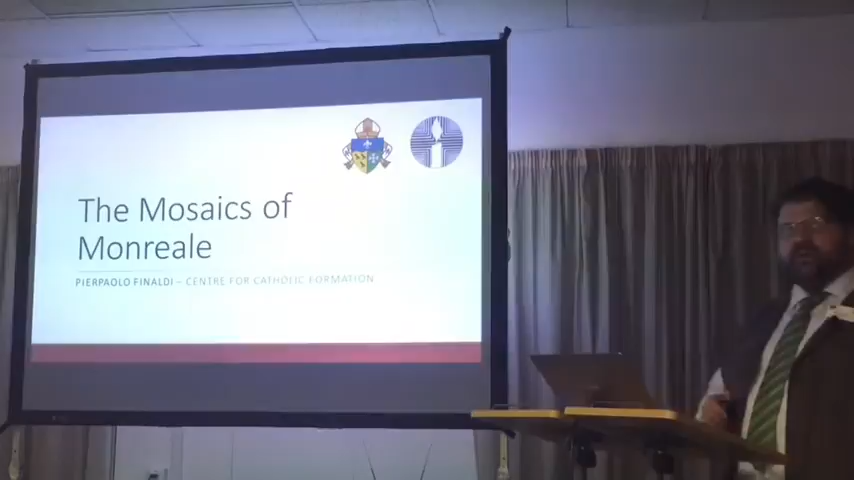 The Mosaics of
Monreale
PIERPAOLO FINALDI – CENTRE FOR CATHOLIC FORMATION